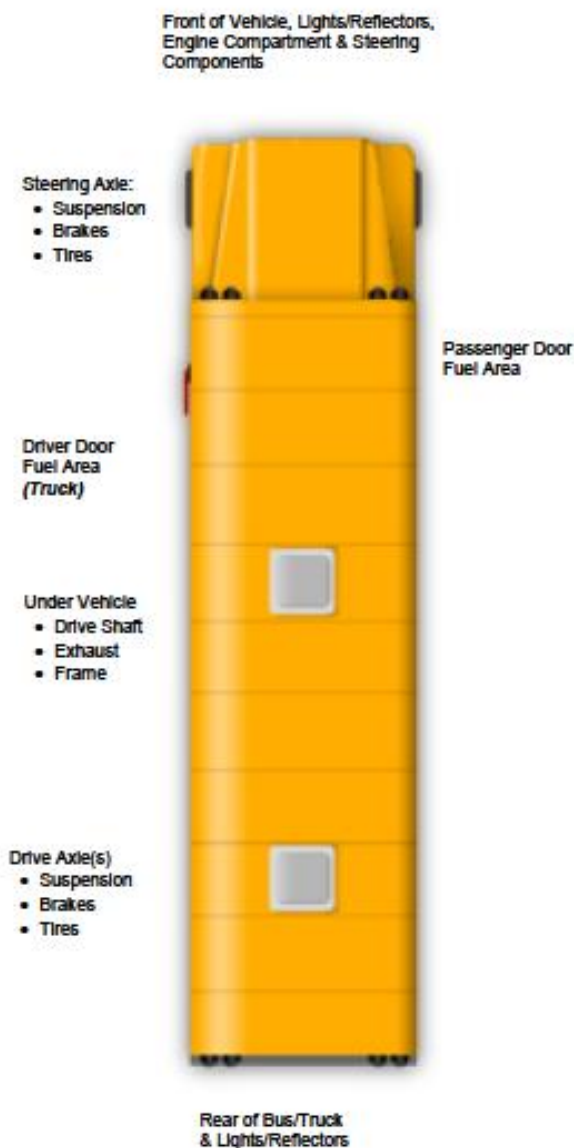 Front of Vehicle, Lights/Reflectors,
Engine Compartment & Steering
Components
Steering Axle:
• Suspension
• Brakes
• Tires
Passenger Door
Fuel Area
Driver Door
Fuel Area
(Truck)
Under Vehicle
• Drive Shaft
• Exhaust
• Frame
Drive Axle(s)
• Suspension
• Brakes
• Tires
Rear of Bus/Truck
& Lights/Reflectors